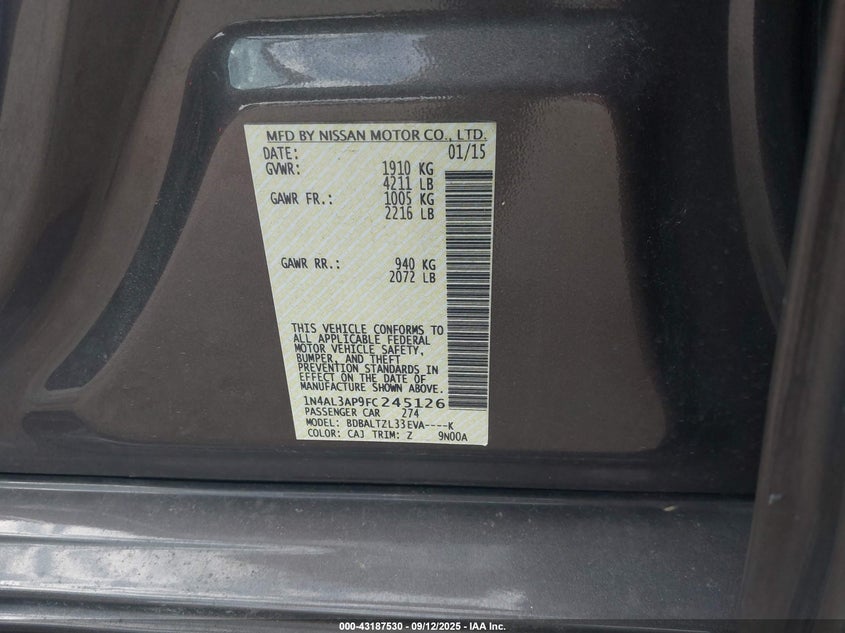 MFD BY NISSAN MOTOR CO., LTD.
DATE: 01/15
GVWR: 1910 KG
4211 LB
GAWR FR.: 1005 KG
2216 LB
GAWR RR.: 940 KG
2072 LB
THIS VEHICLE CONFORMS TO
ALL APPLICABLE FEDERAL
MOTOR VEHICLE SAFETY,
BUMPER, AND THEFT
PREVENTION STANDARDS IN
EFFECT ON THE DATE OF
MANUFACTURE SHOWN ABOVE.
1N4AL3AP9FC245126
PASSENGER CAR 274
MODEL: BDBALTZL33EVA----K
COLOR: CAJ TRIM: Z 9N00A
000-43187530 - 09/12/2025 - IAA Inc.